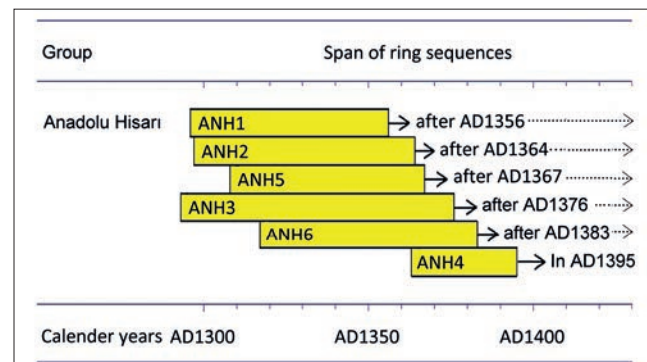 Group Span of ring sequences
Anadolu Hisarı ANH1 after AD1356
ANH2 after AD1364
ANH5 after AD1367
ANH3 after AD1376
ANH6 after AD1383
ANH4 In AD1395
Calender years AD1300 AD1350 AD1400